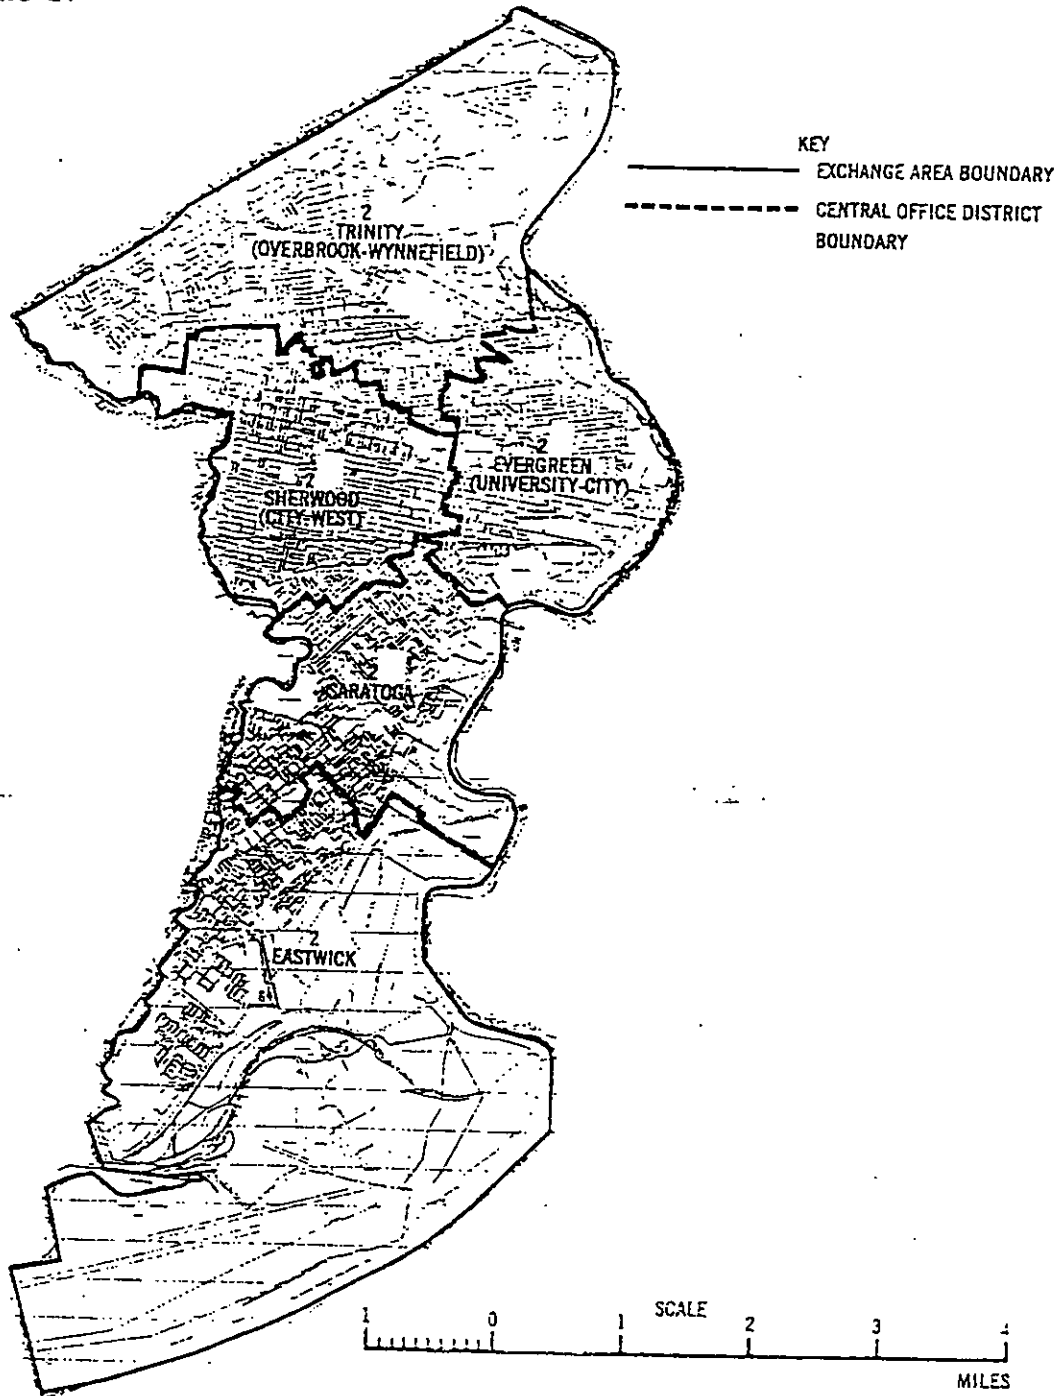 KEY
EXCHANGE AREA BOUNDARY
CENTRAL OFFICE DISTRICT
BOUNDARY
2
TRINITY
(OVERBROOK-WYNNEFIELD)
2
EVERGREEN
(UNIVERSITY-CITY)
2
SHERWOOD
(CITY-WEST)
2
SARATOGA
2
EASTWICK
SCALE
1 0 1 2 3 4
MILES